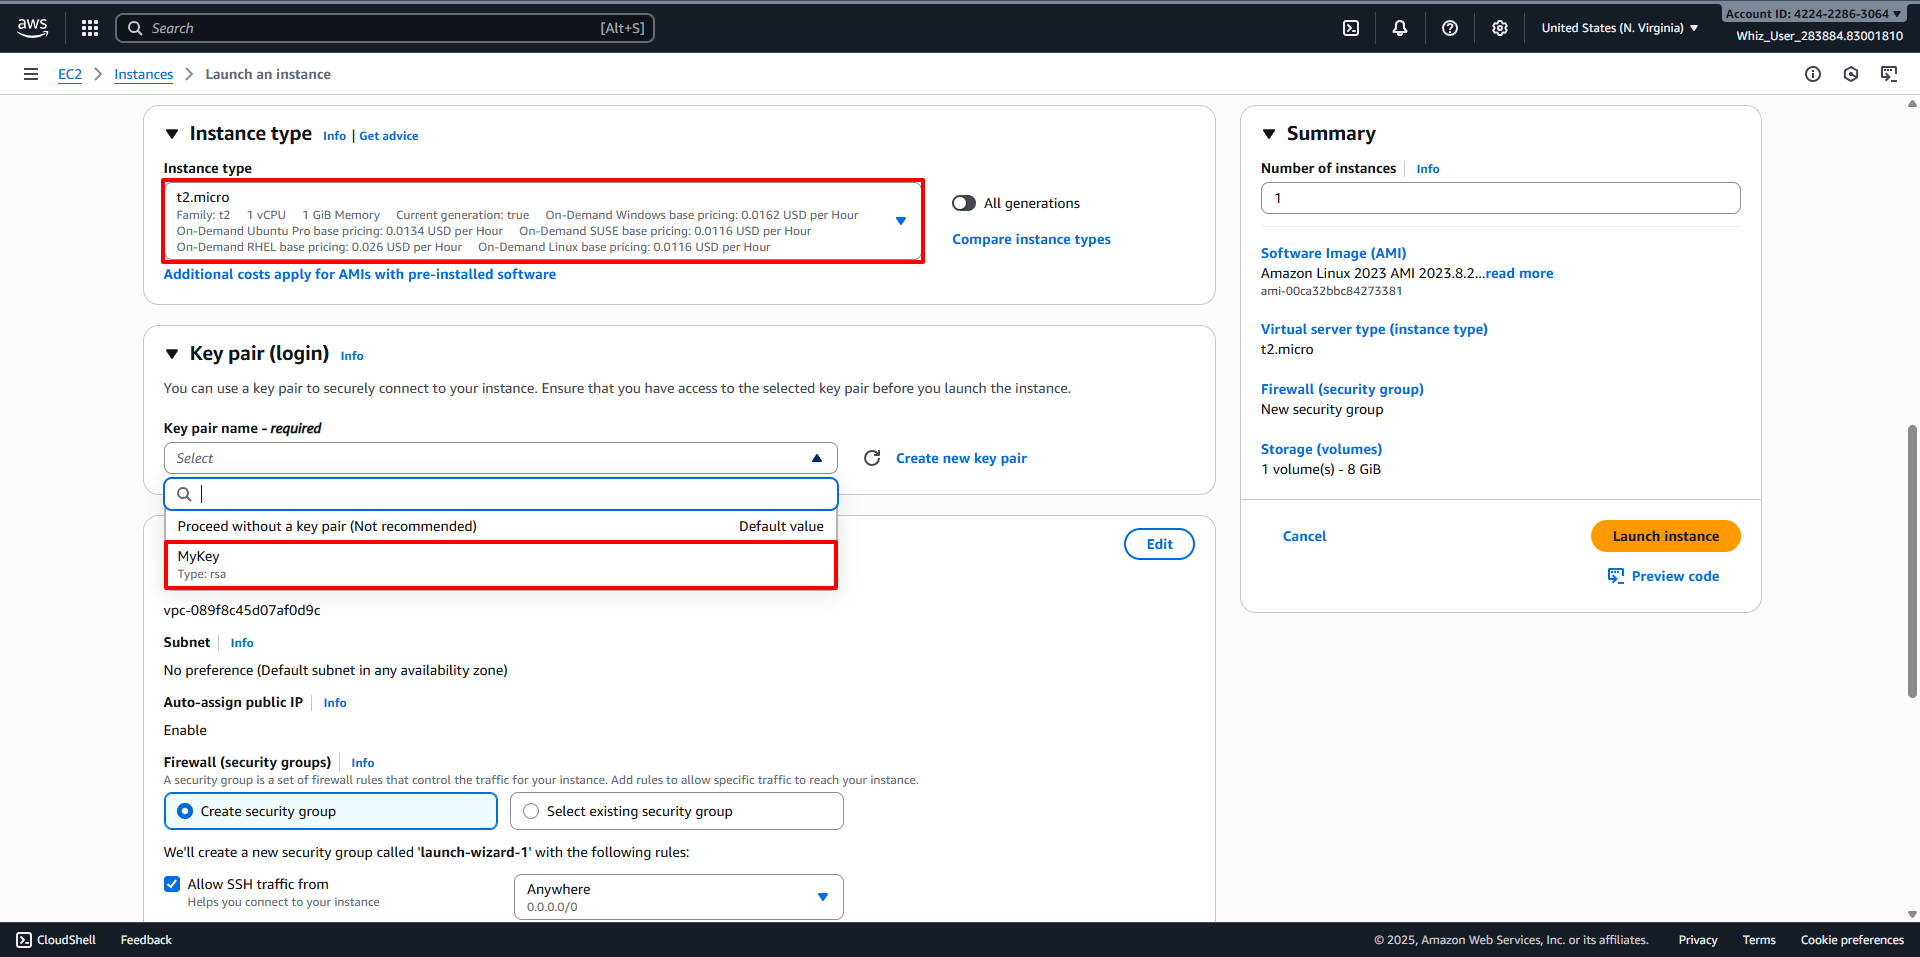 aws
Search [Alt+S]
United States (N. Virginia)
Account ID: 4224-2286-3064
Whiz_User_283884.83001810
EC2 Instances Launch an instance
Instance type Info | Get advice
Instance type
t2.micro
Family: t2 1 vCPU 1 GiB Memory Current generation: true On-Demand Windows base pricing: 0.0162 USD per Hour
On-Demand Ubuntu Pro base pricing: 0.0134 USD per Hour On-Demand SUSE base pricing: 0.0116 USD per Hour
On-Demand RHEL base pricing: 0.026 USD per Hour On-Demand Linux base pricing: 0.0116 USD per Hour
All generations
Compare instance types
Additional costs apply for AMIs with pre-installed software
Key pair (login) Info
You can use a key pair to securely connect to your instance. Ensure that you have access to the selected key pair before you launch the instance.
Key pair name - required
Select
Create new key pair
Proceed without a key pair (Not recommended) Default value
MyKey
Type: rsa
Edit
vpc-089f8c45d07af0d9c
Subnet Info
No preference (Default subnet in any availability zone)
Auto-assign public IP Info
Enable
Firewall (security groups) Info
A security group is a set of firewall rules that control the traffic for your instance. Add rules to allow specific traffic to reach your instance.
Create security group Select existing security group
We'll create a new security group called 'launch-wizard-1' with the following rules:
Allow SSH traffic from
Helps you connect to your instance
Anywhere
0.0.0.0/0
Summary
Number of instances Info
1
Software Image (AMI)
Amazon Linux 2023 AMI 2023.8.2...read more
ami-00ca32bbc84273381
Virtual server type (instance type)
t2.micro
Firewall (security group)
New security group
Storage (volumes)
1 volume(s) - 8 GiB
Cancel Launch instance
Preview code
CloudShell Feedback © 2025, Amazon Web Services, Inc. or its affiliates. Privacy Terms Cookie preferences